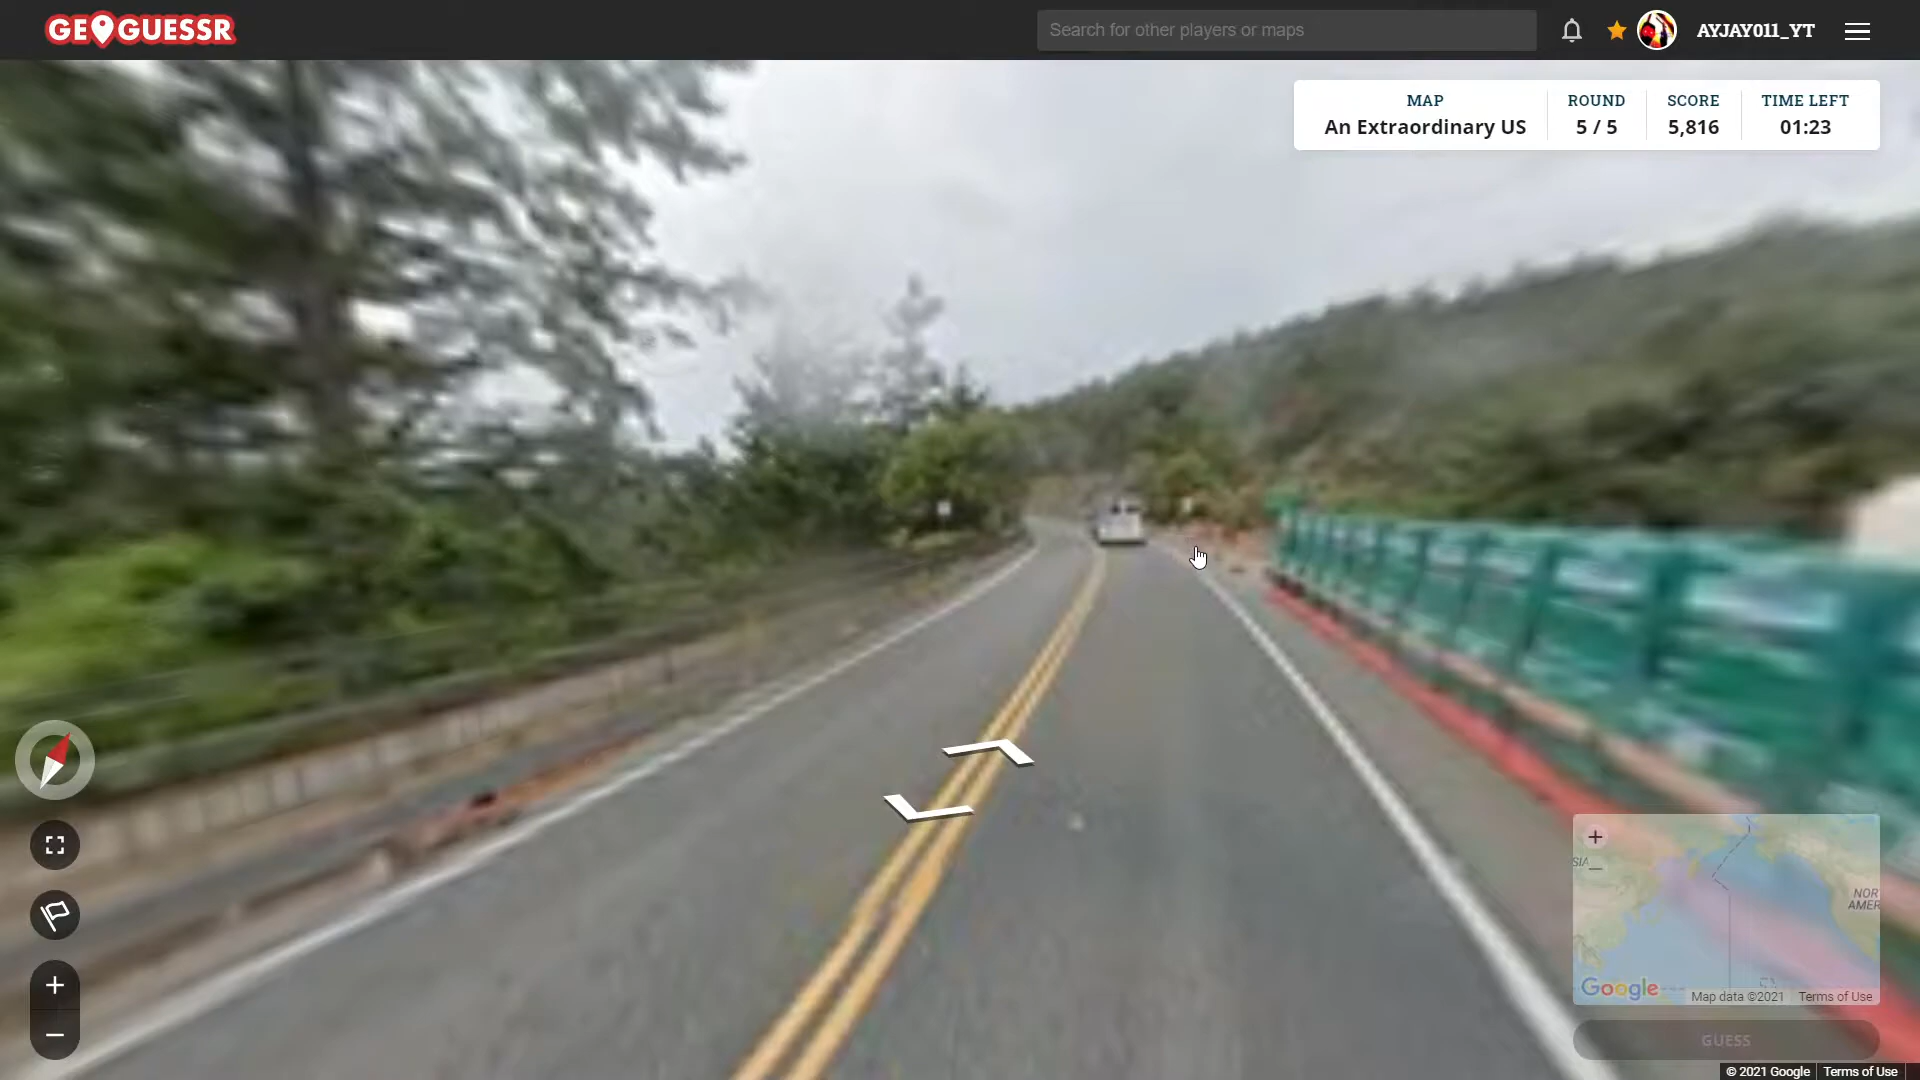 GEOGUESSR
Search for other players or maps
AYJAY011_YT
MAP
An Extraordinary US
ROUND
5 / 5
SCORE
5,816
TIME LEFT
01:23
SIA
NOR
AMER
Google
Map data ©2021
Terms of Use
GUESS
© 2021 Google
Terms of Use